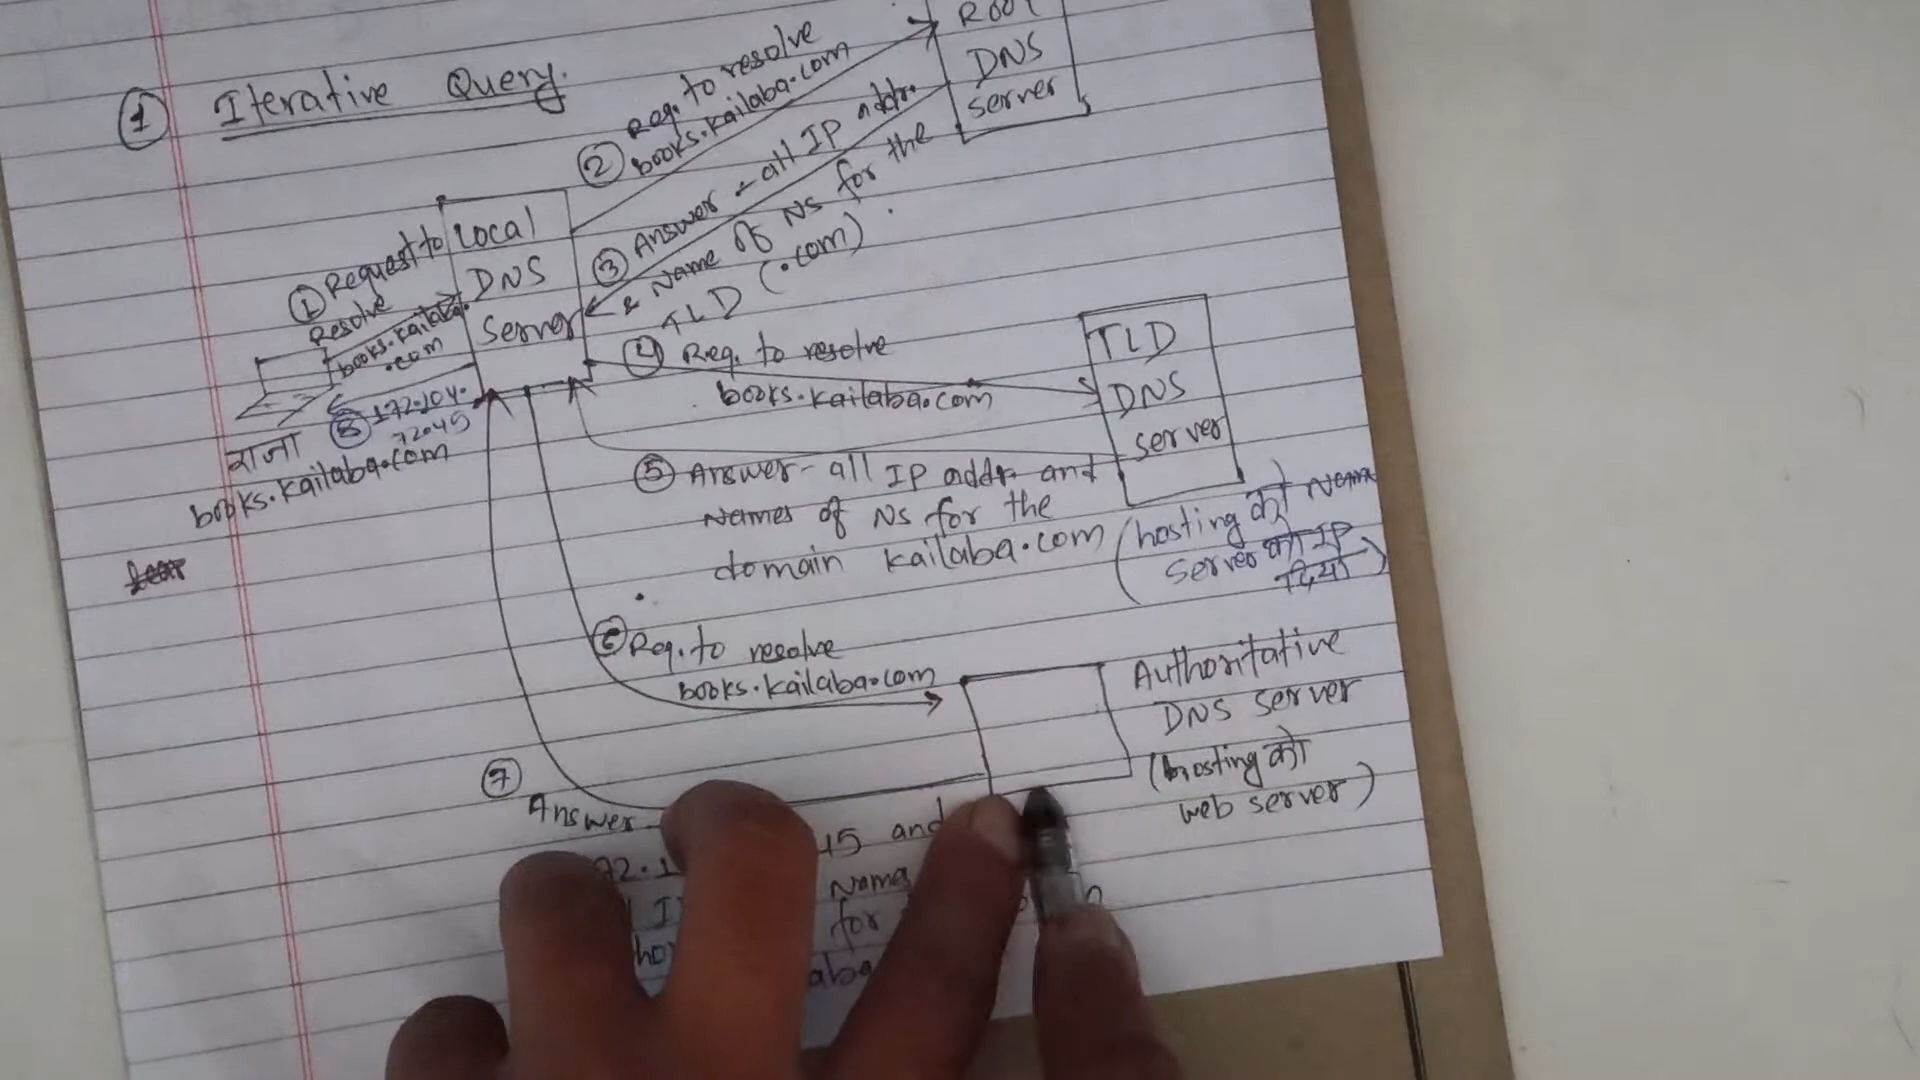 ① Iterative Query.
Root
DNS
server
② Req. to resolve
books.kailaba.com
③ Answer - all IP addr.
& Name of NS for the
TLD (.com)
① Request to
Resolve
books.kailaba.
.com
Local
DNS
Server
④ Req. to resolve
books.kailaba.com
TLD
DNS
server
⑧ 172.104.
राजा
books.kailaba.com
⑤ Answer - all IP addr. and
Names of NS for the
domain kailaba.com
(hosting को Name
server को IP
दियो)
⑥ Req. to resolve
books.kailaba.com
Authoritative
DNS server
(hosting को
web server)
⑦
Answer
and
Names
for